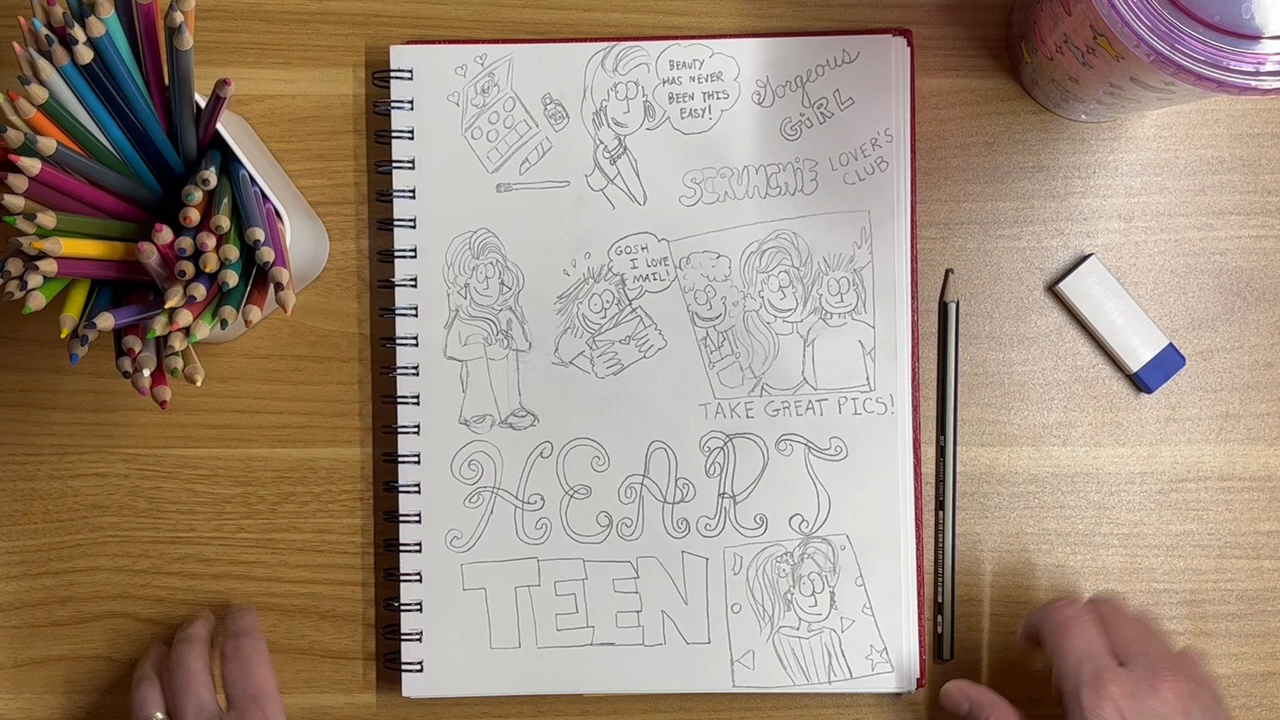 BEAUTY
HAS NEVER
BEEN THIS
EASY!
Gorgeous
GiRL
SCRUNCHIE
LOVER'S
CLUB
GOSH
I LOVE
MAIL!
TAKE GREAT PICS!
HEART
TEEN